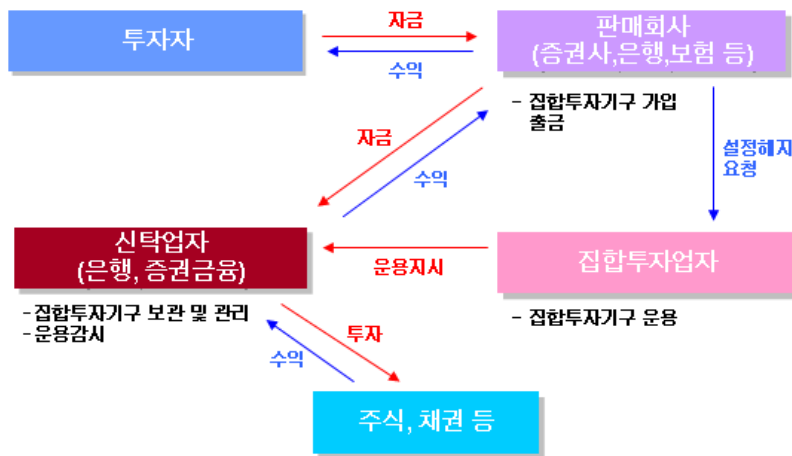 투자자
자금
수익
판매회사
(증권사,은행,보험 등)
- 집합투자기구 가입
출금
자금
수익
설정해지
요청
신탁업자
(은행, 증권금융)
운용지시
집합투자업자
-집합투자기구 보관 및 관리
-운용감시
- 집합투자기구 운용
투자
수익
주식, 채권 등